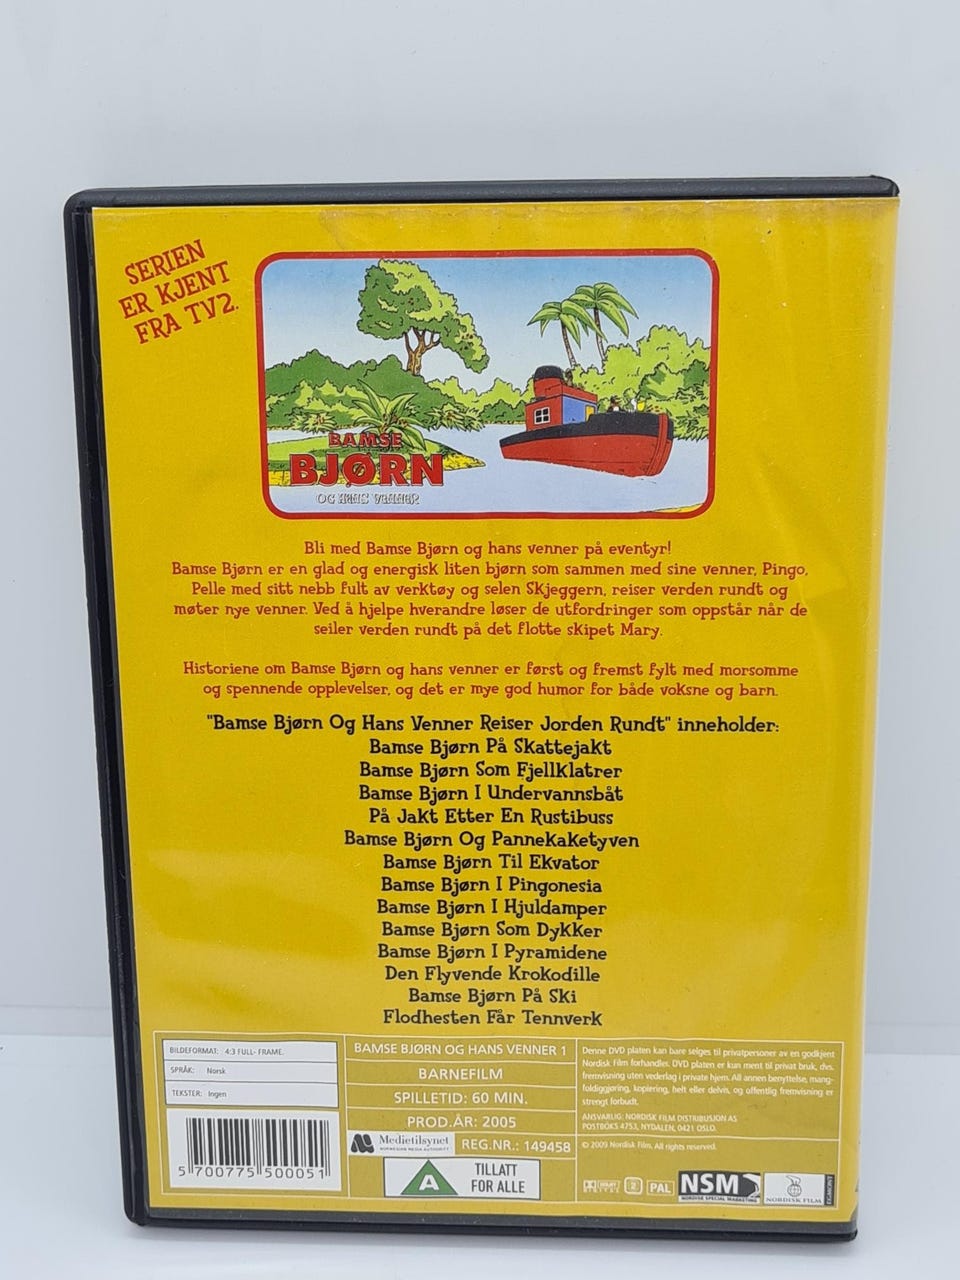 SERIEN
ER KJENT
FRA TV2.
BAMSE
BJØRN
OG HANS VENNER
Bli med Bamse Bjørn og hans venner på eventyr!
Bamse Bjørn er en glad og energisk liten bjørn som sammen med sine venner, Pingo,
Pelle med sitt nebb fult av verktøy og selen Skjeggern, reiser verden rundt og
møter nye venner. Ved å hjelpe hverandre løser de utfordringer som oppstår når de
seiler verden rundt på det flotte skipet Mary.
Historiene om Bamse Bjørn og hans venner er først og fremst fylt med morsomme
og spennende opplevelser, og det er mye god humor for både voksne og barn.
"Bamse Bjørn Og Hans Venner Reiser Jorden Rundt" inneholder:
Bamse Bjørn På Skattejakt
Bamse Bjørn Som Fjellklatrer
Bamse Bjørn I Undervannsbåt
På Jakt Etter En Rustibuss
Bamse Bjørn Og Pannekaketyven
Bamse Bjørn Til Ekvator
Bamse Bjørn I Pingonesia
Bamse Bjørn I Hjuldamper
Bamse Bjørn Som Dykker
Bamse Bjørn I Pyramidene
Den Flyvende Krokodille
Bamse Bjørn På Ski
Flodhesten Får Tennverk
BILDEFORMAT: 4:3 FULL- FRAME.
SPRÅK: Norsk
TEKSTER: Ingen
5 700775 500051
BAMSE BJØRN OG HANS VENNER 1
BARNEFILM
SPILLETID: 60 MIN.
PROD.ÅR: 2005
Medietilsynet
NORWEGIAN MEDIA AUTHORITY
REG.NR.: 149458
A
TILLATT
FOR ALLE
Denne DVD platen kan bare selges til privatpersoner av en godkjent
Nordisk Film forhandler. DVD platen er kun ment til privat bruk, dvs.
fremvisning uten vederlag i private hjem. All annen benyttelse, mang-
foldiggjøring, kopiering, helt eller delvis, og offentlig fremvisning er
strengt forbudt.
ANSVARLIG: NORDISK FILM DISTRIBUSJON AS
POSTBOKS 4753, NYDALEN, 0421 OSLO.
© 2009 Nordisk Film. All rights reserved.
DOLBY
DIGITAL
2
PAL
NSM
NORDISK SPECIAL MARKETING
NORDISK FILM
EGMONT